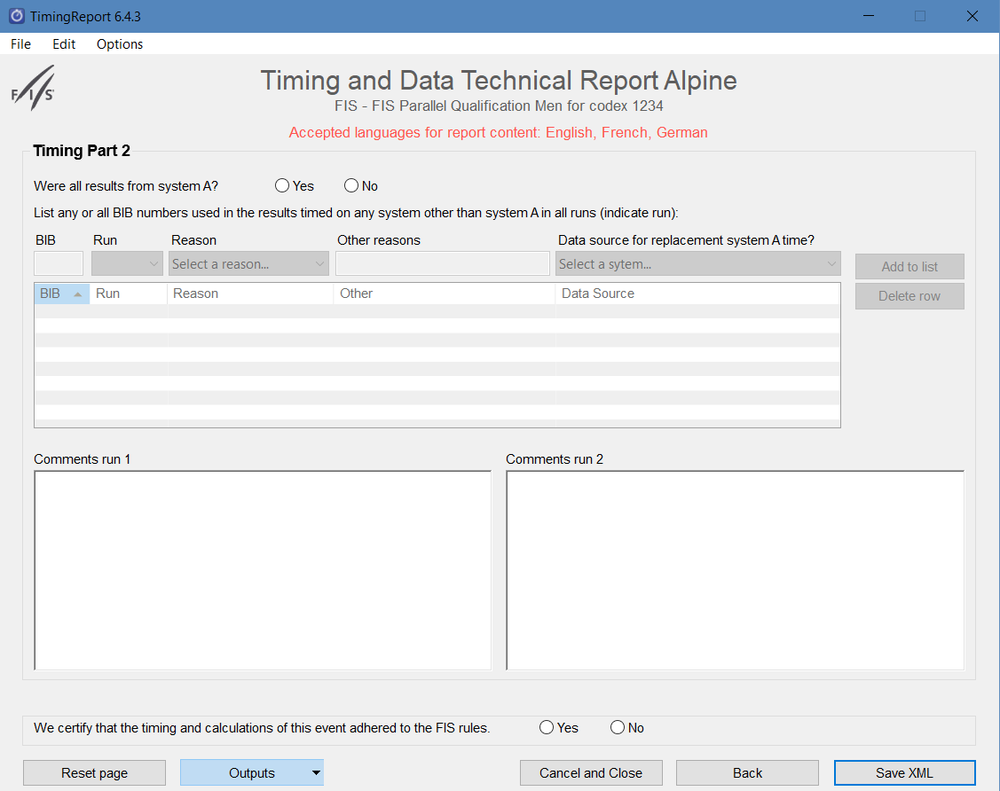 TimingReport 6.4.3
File Edit Options
FIS
Timing and Data Technical Report Alpine
FIS - FIS Parallel Qualification Men for codex 1234
Accepted languages for report content: English, French, German
Timing Part 2
Were all results from system A? Yes No
List any or all BIB numbers used in the results timed on any system other than system A in all runs (indicate run):
BIB Run Reason Other reasons Data source for replacement system A time?
Select a reason... Select a sytem... Add to list
BIB Run Reason Other Data Source Delete row
Comments run 1 Comments run 2
We certify that the timing and calculations of this event adhered to the FIS rules. Yes No
Reset page Outputs Cancel and Close Back Save XML